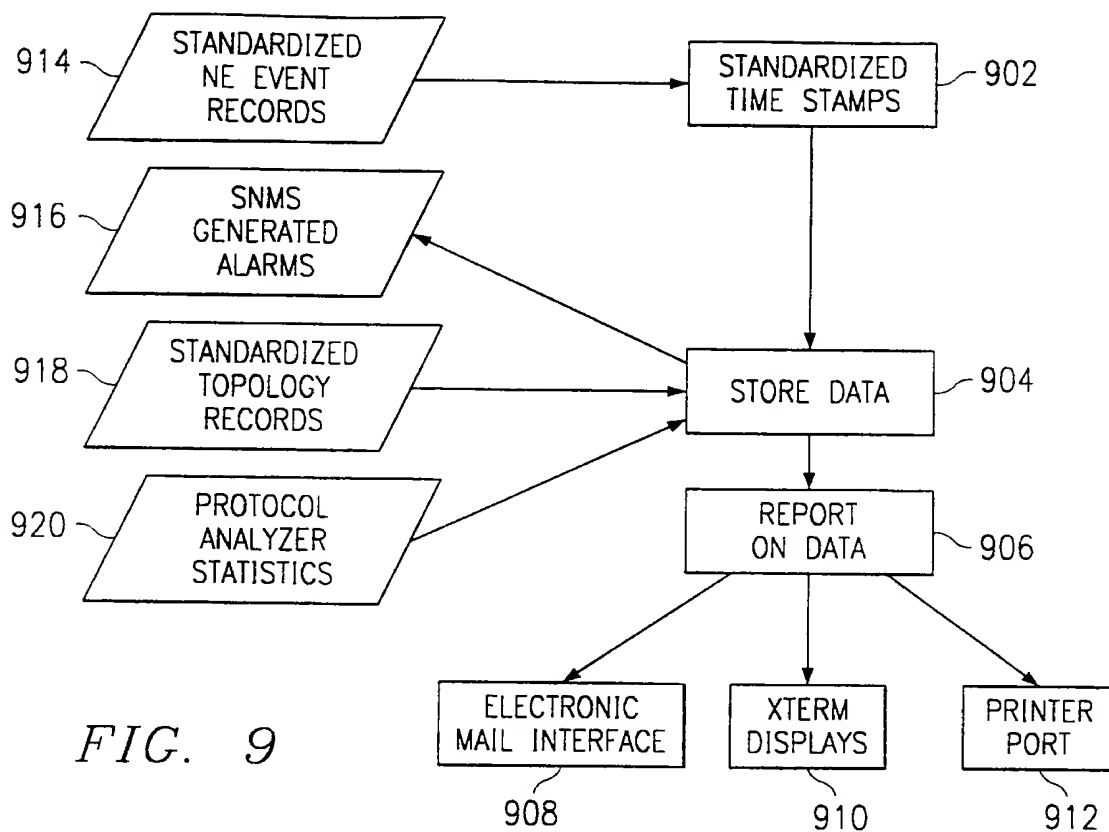 914
STANDARDIZED
NE EVENT
RECORDS
STANDARDIZED
TIME STAMPS
902
916
SNMS
GENERATED
ALARMS
918
STANDARDIZED
TOPOLOGY
RECORDS
STORE DATA
904
920
PROTOCOL
ANALYZER
STATISTICS
REPORT
ON DATA
906
ELECTRONIC
MAIL INTERFACE
908
XTERM
DISPLAYS
910
PRINTER
PORT
912
FIG. 9